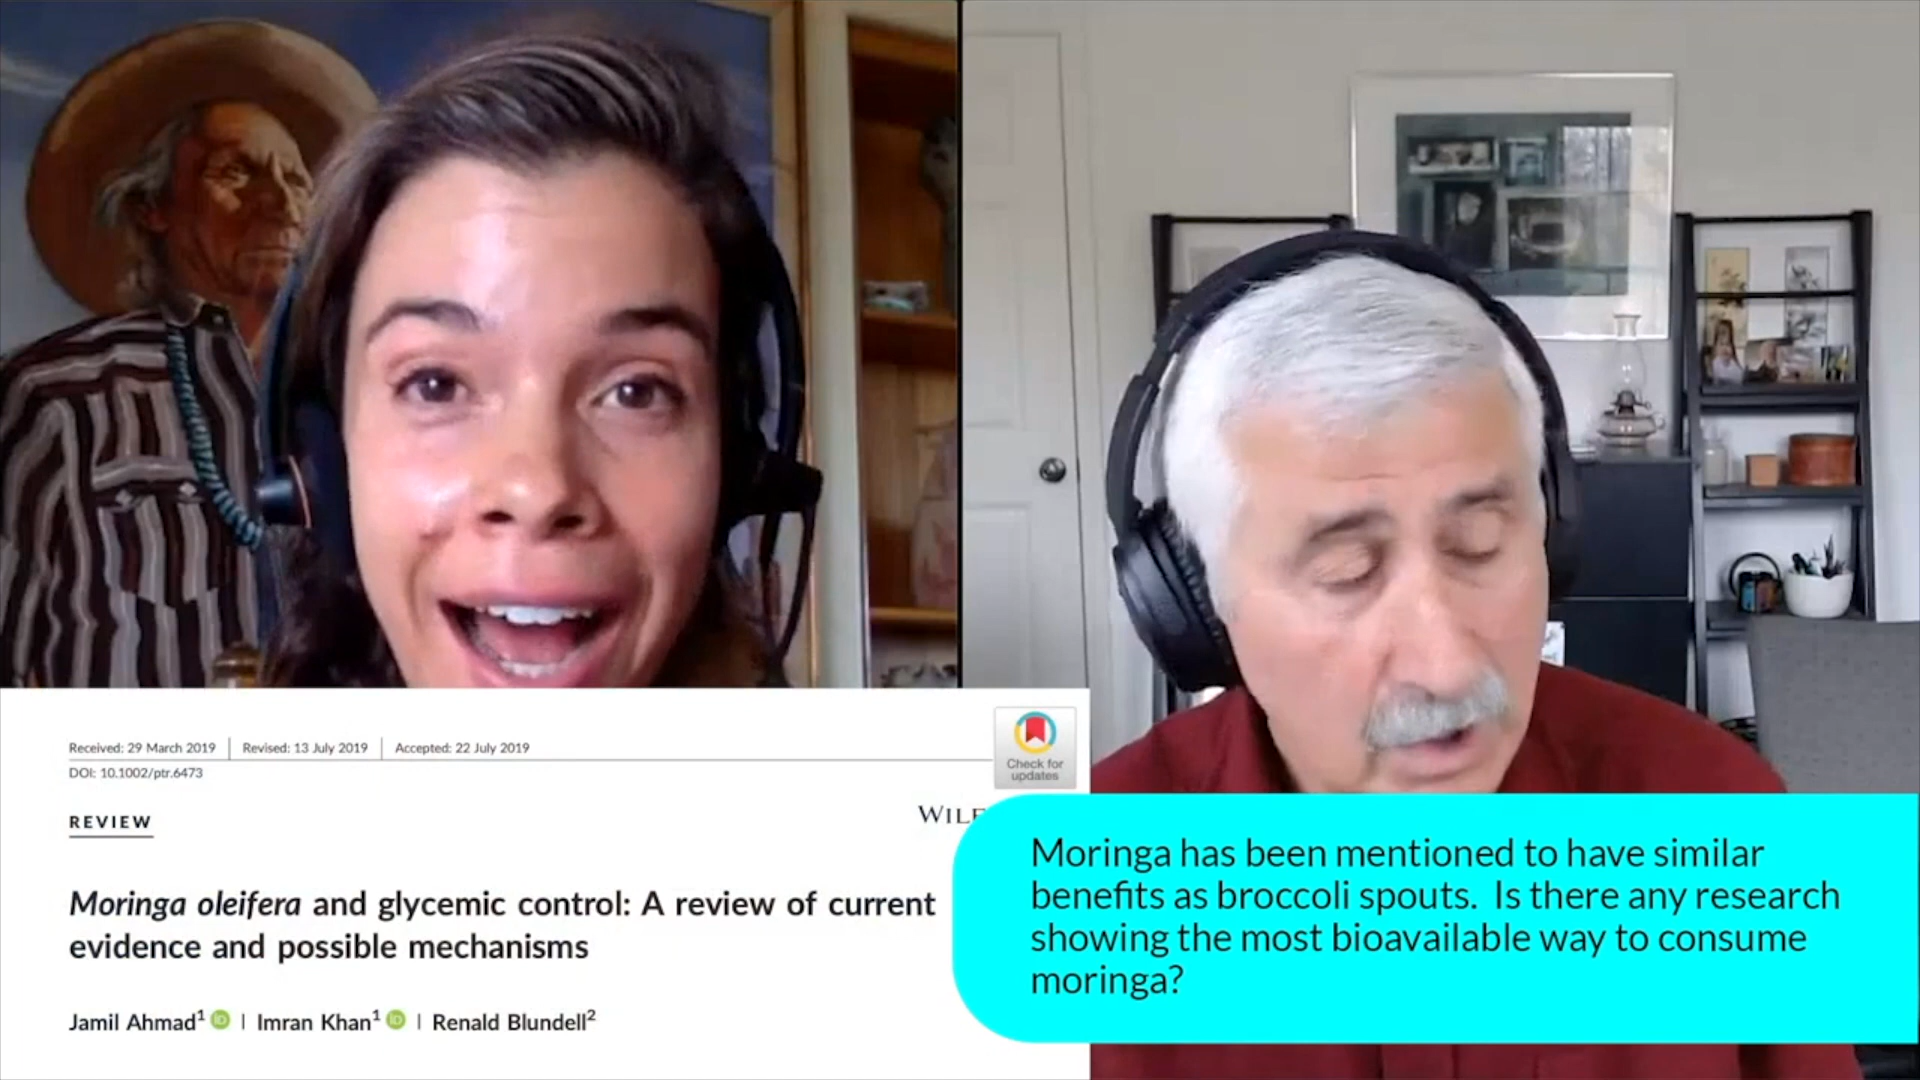 Received: 29 March 2019 | Revised: 13 July 2019 | Accepted: 22 July 2019
DOI: 10.1002/ptr.6473
Check for
updates
REVIEW
Moringa oleifera and glycemic control: A review of current
evidence and possible mechanisms
Jamil Ahmad¹ iD | Imran Khan¹ iD | Renald Blundell²
Moringa has been mentioned to have similar
benefits as broccoli spouts. Is there any research
showing the most bioavailable way to consume
moringa?